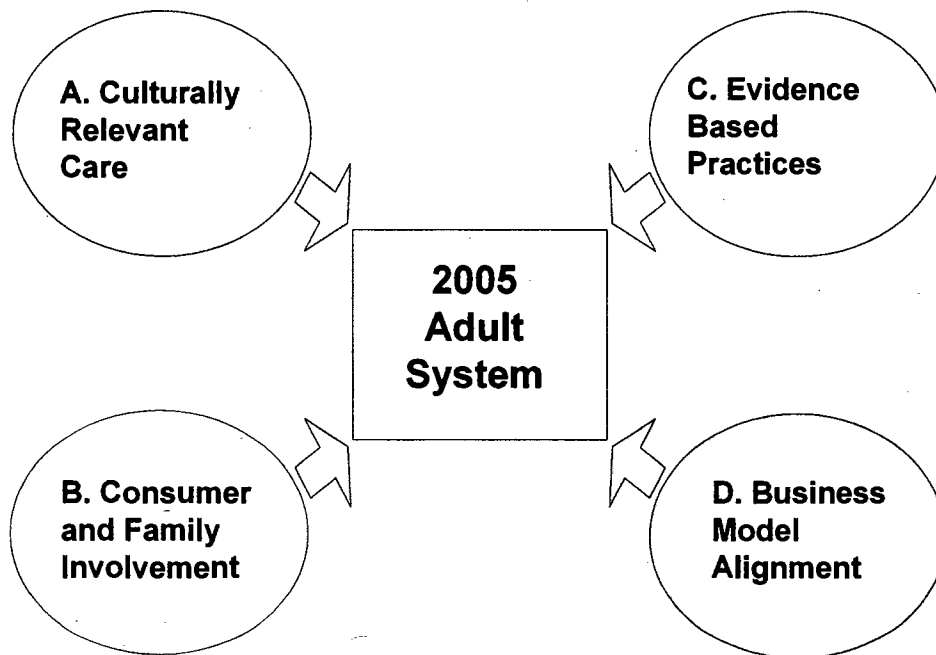 A. Culturally
Relevant
Care
C. Evidence
Based
Practices
2005
Adult
System
B. Consumer
and Family
Involvement
D. Business
Model
Alignment